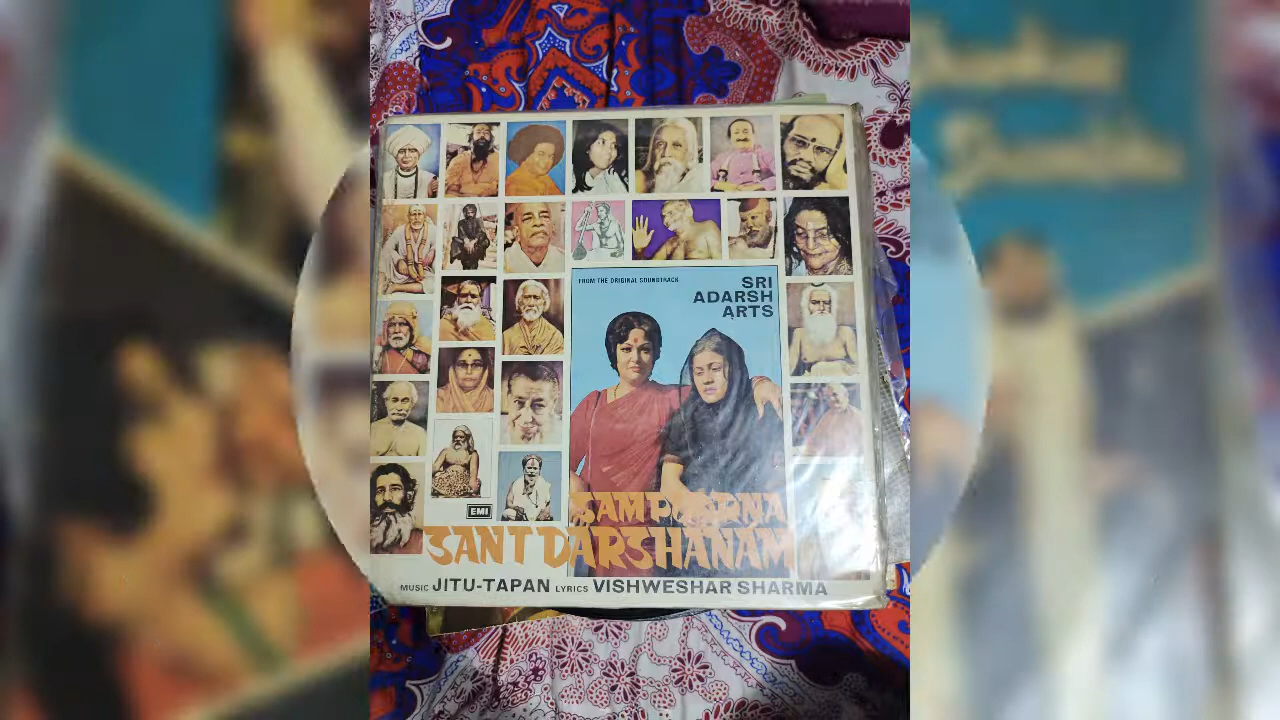 FROM THE ORIGINAL SOUNDTRACK
SRI
ADARSH
ARTS
EMI
SAMPOORNA
SANT DARSHANAM
MUSIC JITU-TAPAN LYRICS VISHWESHAR SHARMA